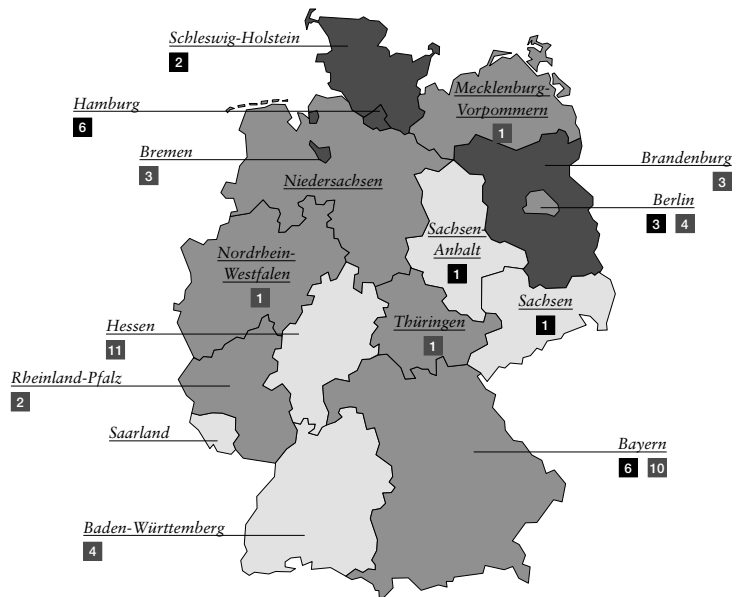 Schleswig-Holstein
2
Hamburg
6
Bremen
3
Mecklenburg-
Vorpommern
1
Brandenburg
3
Berlin
3 4
Niedersachsen
Sachsen-
Anhalt
1
Nordrhein-
Westfalen
1
Sachsen
1
Thüringen
1
Hessen
11
Rheinland-Pfalz
2
Saarland
Bayern
6 10
Baden-Württemberg
4